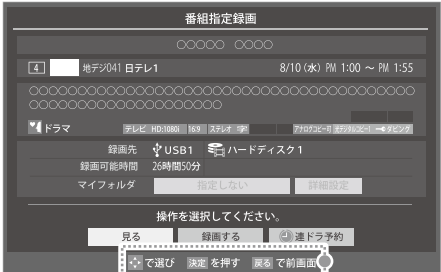 番組指定録画
○○○○○ ○○○○
4 地デジ041 日テレ1 8/10 (水) PM 1:00 ~ PM 1:55
○○○○○○○○○○○○○○○○○○○○○○○○○○○○○○○○○○○○○○○
○○○○○○○○○○○○○○○○○○○
ドラマ テレビ HD:1080i 16:9 ステレオ 字 アナログコピー可 光デジタルコピー1 ダビング
録画先 USB1 ハードディスク1
録画可能時間 26時間50分
マイフォルダ 指定しない 詳細設定
操作を選択してください。
見る 録画する 連ドラ予約
で選び 決定 を押す 戻る で前画面